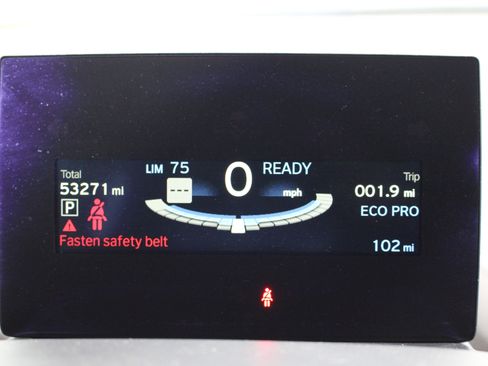 LIM 75
READY
Total
53271 mi
---
0
mph
Trip
001.9 mi
P
ECO PRO
Fasten safety belt
102 mi